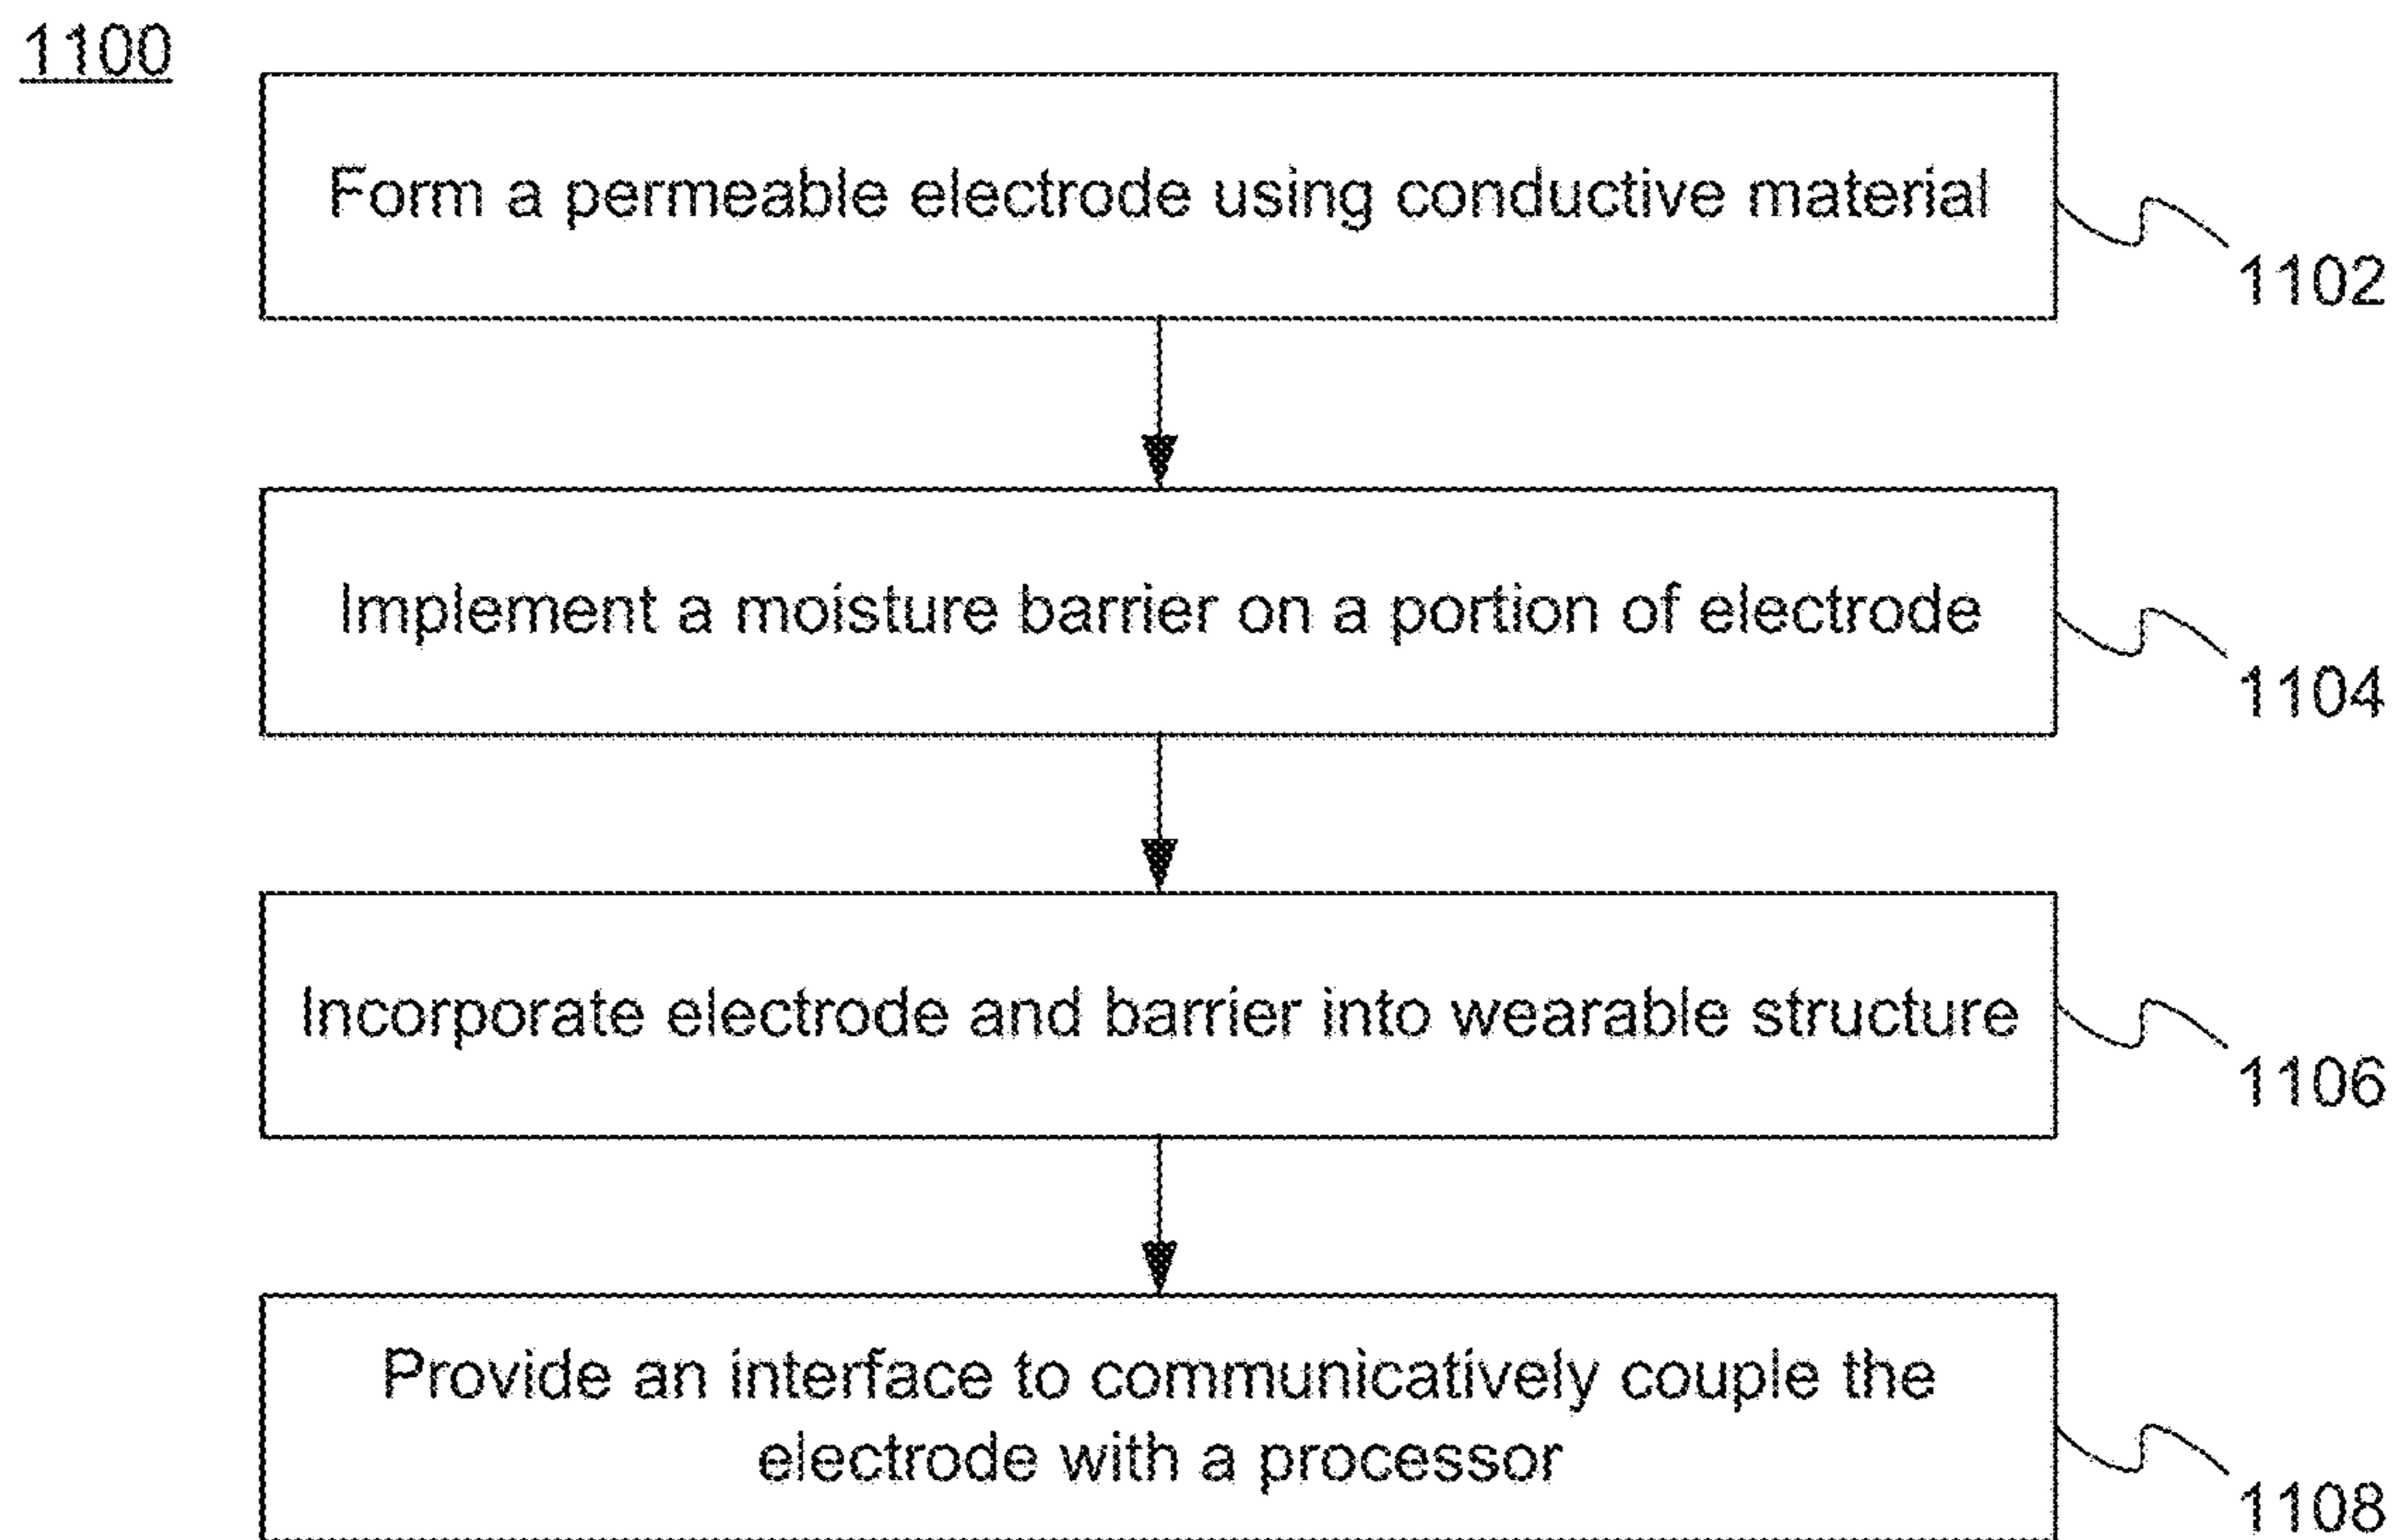 1100
Form a permeable electrode using conductive material
1102
Implement a moisture barrier on a portion of electrode
1104
Incorporate electrode and barrier into wearable structure
1106
Provide an interface to communicatively couple the
electrode with a processor
1108